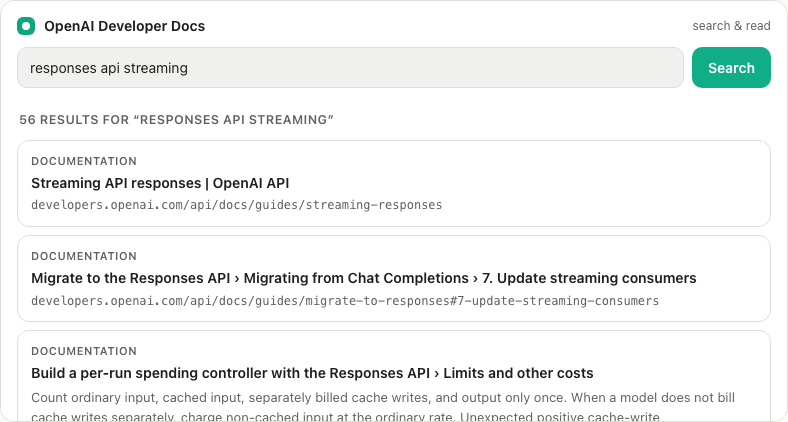 OpenAI Developer Docs
search & read
responses api streaming
Search
56 RESULTS FOR “RESPONSES API STREAMING”
DOCUMENTATION
Streaming API responses | OpenAI API
developers.openai.com/api/docs/guides/streaming-responses
DOCUMENTATION
Migrate to the Responses API › Migrating from Chat Completions › 7. Update streaming consumers
developers.openai.com/api/docs/guides/migrate-to-responses#7-update-streaming-consumers
DOCUMENTATION
Build a per-run spending controller with the Responses API › Limits and other costs
Count ordinary input, cached input, separately billed cache writes, and output only once. When a model does not bill
cache writes separately, charge non-cached input at the ordinary rate. Unexpected positive cache-write